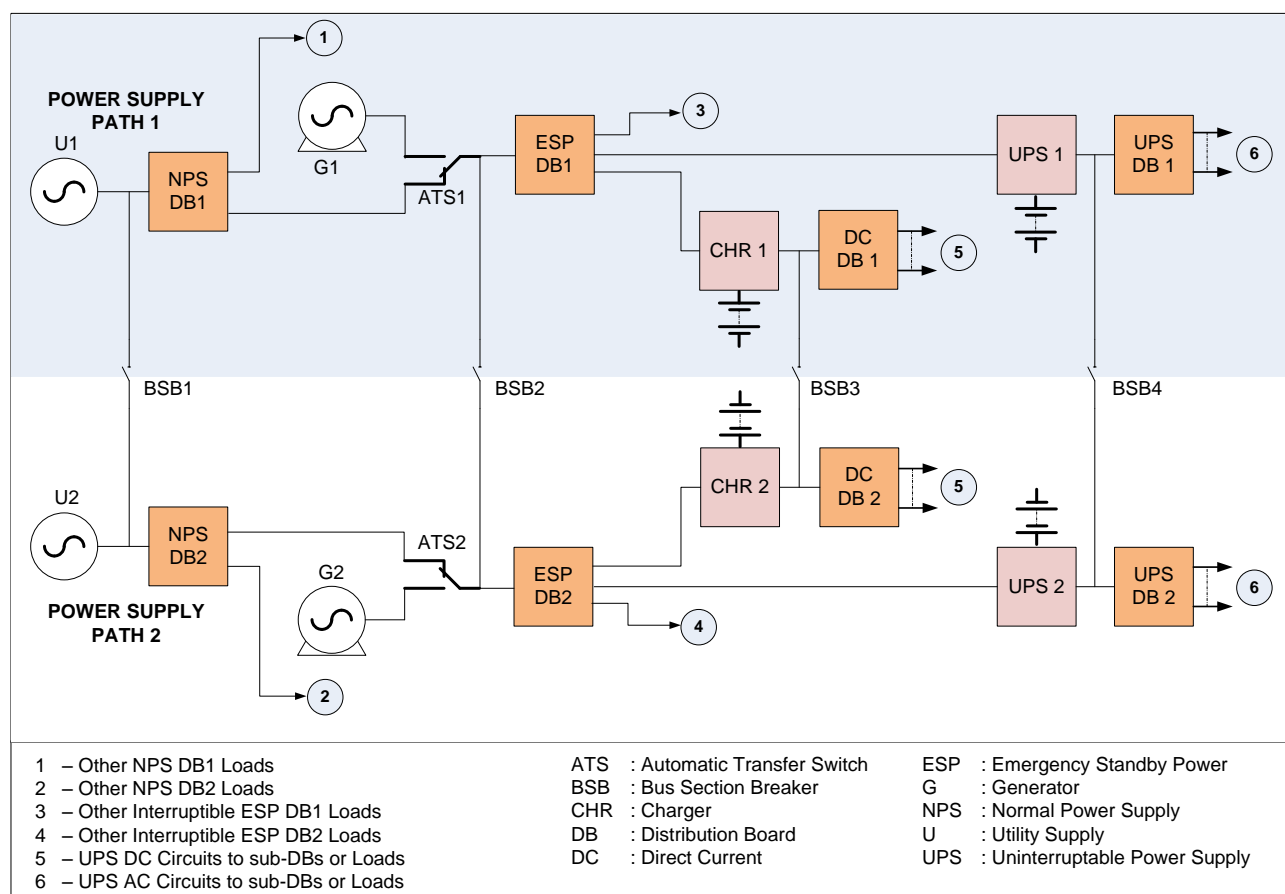 1
POWER SUPPLY
PATH 1
U1
NPS
DB1
G1
ATS1
ESP
DB1
3
UPS 1
UPS
DB 1
6
CHR 1
DC
DB 1
5
BSB1
BSB2
BSB3
BSB4
U2
NPS
DB2
POWER SUPPLY
PATH 2
ATS2
G2
ESP
DB2
CHR 2
DC
DB 2
5
UPS 2
UPS
DB 2
6
4
2
1 – Other NPS DB1 Loads
2 – Other NPS DB2 Loads
3 – Other Interruptible ESP DB1 Loads
4 – Other Interruptible ESP DB2 Loads
5 – UPS DC Circuits to sub-DBs or Loads
6 – UPS AC Circuits to sub-DBs or Loads
ATS : Automatic Transfer Switch
BSB : Bus Section Breaker
CHR : Charger
DB : Distribution Board
DC : Direct Current
ESP : Emergency Standby Power
G : Generator
NPS : Normal Power Supply
U : Utility Supply
UPS : Uninterruptable Power Supply